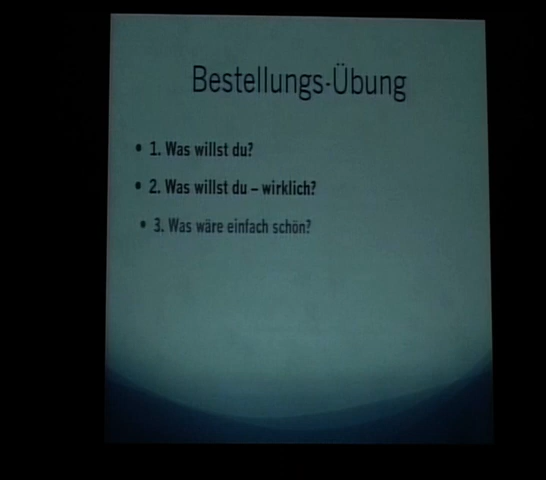 Bestellungs-Übung
• 1. Was willst du?
• 2. Was willst du – wirklich?
• 3. Was wäre einfach schön?